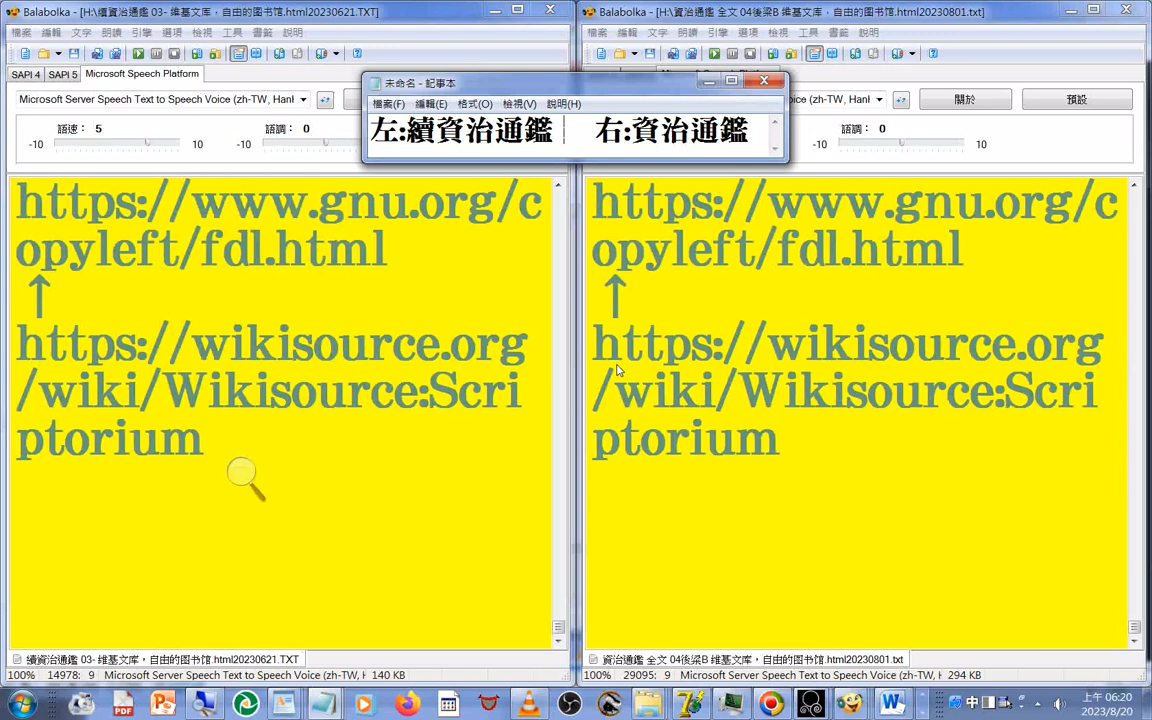 Balabolka - [H:\續資治通鑑 03- 维基文库，自由的图书馆.html20230621.TXT]
檔案 編輯 文字 朗讀 引擎 選項 檢視 工具 書籤 說明
SAPI 4 SAPI 5 Microsoft Speech Platform
Microsoft Server Speech Text to Speech Voice (zh-TW, HanH
語速： 5 語調： 0
-10 10 -10
https://www.gnu.org/c
opyleft/fdl.html
↑
https://wikisource.org
/wiki/Wikisource:Scri
ptorium
續資治通鑑 03- 维基文库，自由的图书馆.html20230621.TXT
100% 14978: 9 Microsoft Server Speech Text to Speech Voice (zh-TW, H 140 KB
未命名 - 記事本
檔案(F) 編輯(E) 格式(O) 檢視(V) 說明(H)
左:續資治通鑑 右:資治通鑑
Balabolka - [H:\資治通鑑 全文 04後梁B 维基文库，自由的图书馆.html20230801.txt]
檔案 編輯 文字 朗讀 引擎 選項 檢視 工具 書籤 說明
ice (zh-TW, HanH 關於 預設
語調： 0
-10 10
https://www.gnu.org/c
opyleft/fdl.html
↑
https://wikisource.org
/wiki/Wikisource:Scri
ptorium
資治通鑑 全文 04後梁B 维基文库，自由的图书馆.html20230801.txt
100% 29095: 9 Microsoft Server Speech Text to Speech Voice (zh-TW, H 294 KB
中
上午 06:20
2023/8/20